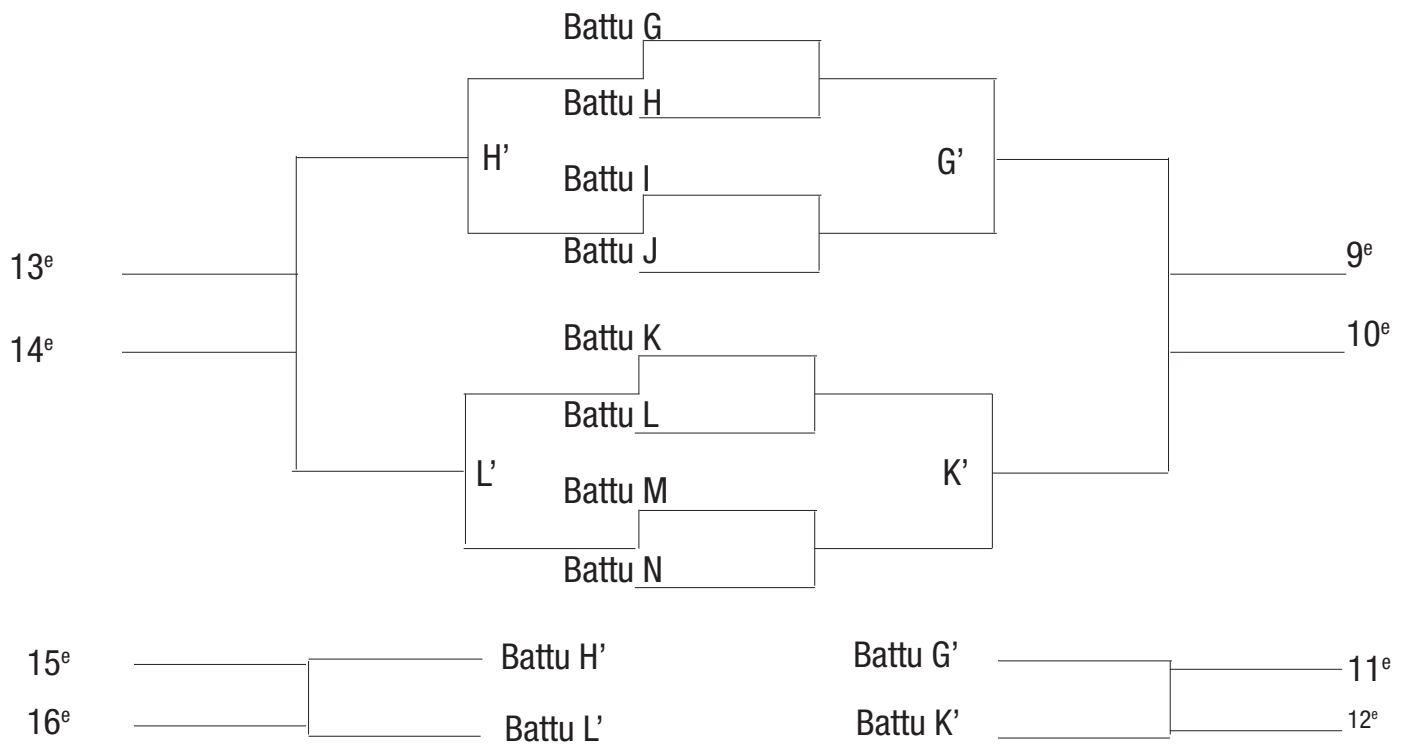 Battu G
Battu H
H’
G’
Battu I
Battu J
13ᵉ
9ᵉ
14ᵉ
10ᵉ
Battu K
Battu L
L’
K’
Battu M
Battu N
15ᵉ
Battu H’
Battu G’
11ᵉ
16ᵉ
Battu L’
Battu K’
12ᵉ